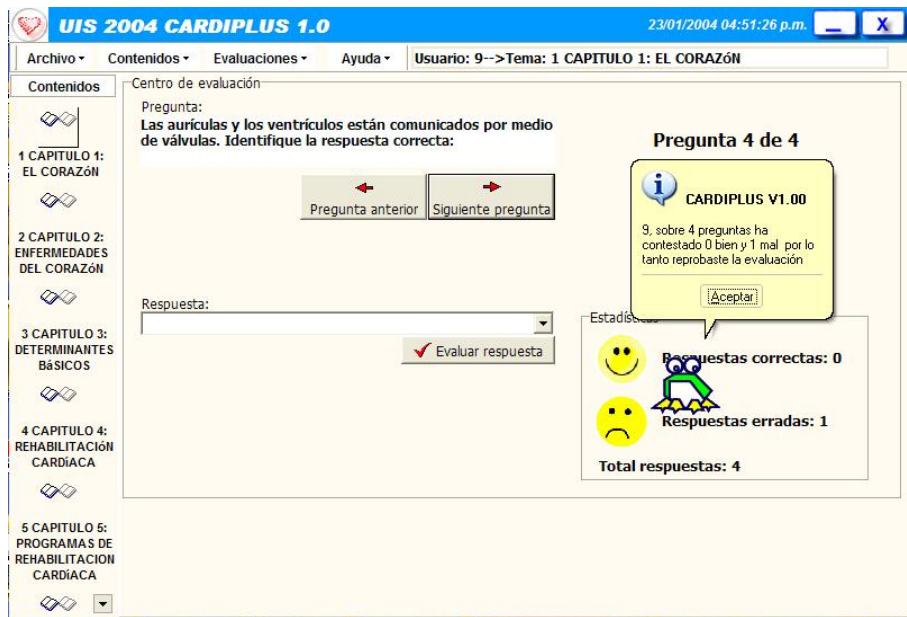 UIS 2004 CARDIPLUS 1.0
23/01/2004 04:51:26 p.m.
X
Archivo
Contenidos
Evaluaciones
Ayuda
Usuario: 9-->Tema: 1 CAPITULO 1: EL CORAZóN
Contenidos
1 CAPITULO 1:
EL CORAZóN
2 CAPITULO 2:
ENFERMEDADES
DEL CORAZóN
3 CAPITULO 3:
DETERMINANTES
BáSICOS
4 CAPITULO 4:
REHABILITACIóN
CARDíACA
5 CAPITULO 5:
PROGRAMAS DE
REHABILITACION
CARDíACA
Centro de evaluación
Pregunta:
Las aurículas y los ventrículos están comunicados por medio
de válvulas. Identifique la respuesta correcta:
Pregunta anterior
Siguiente pregunta
Respuesta:
Evaluar respuesta
Pregunta 4 de 4
CARDIPLUS V1.00
9, sobre 4 preguntas ha
contestado 0 bien y 1 mal por lo
tanto reprobaste la evaluación
Aceptar
Estadísticas
Respuestas correctas: 0
Respuestas erradas: 1
Total respuestas: 4